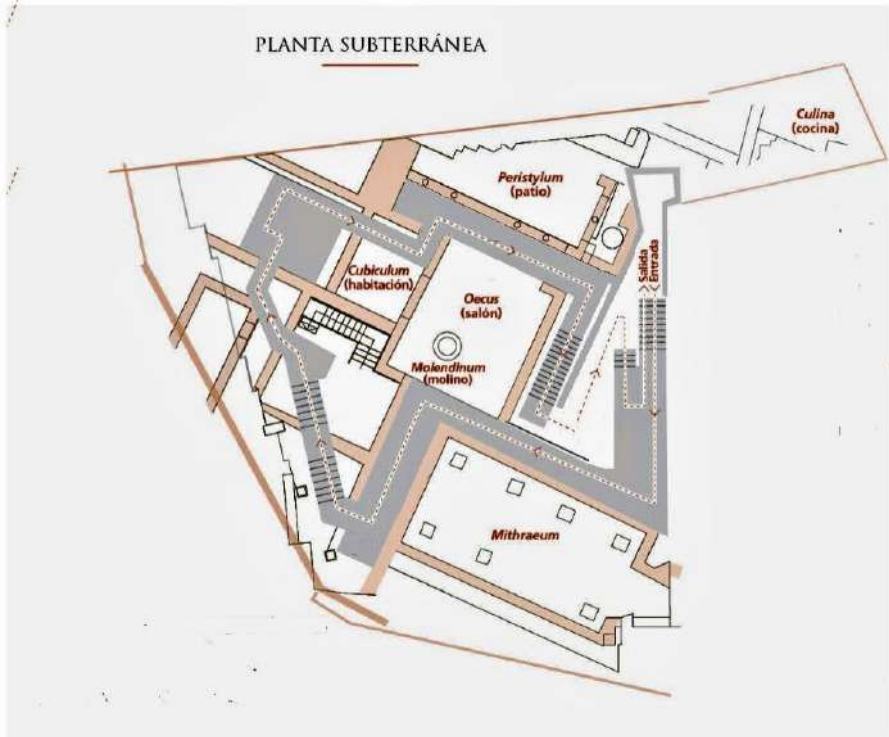 PLANTA SUBTERRÁNEA
Culina
(cocina)
Peristylum
(patio)
Salida
Entrada
Cubiculum
(habitación)
Oecus
(salón)
Molendinum
(molino)
Mithraeum